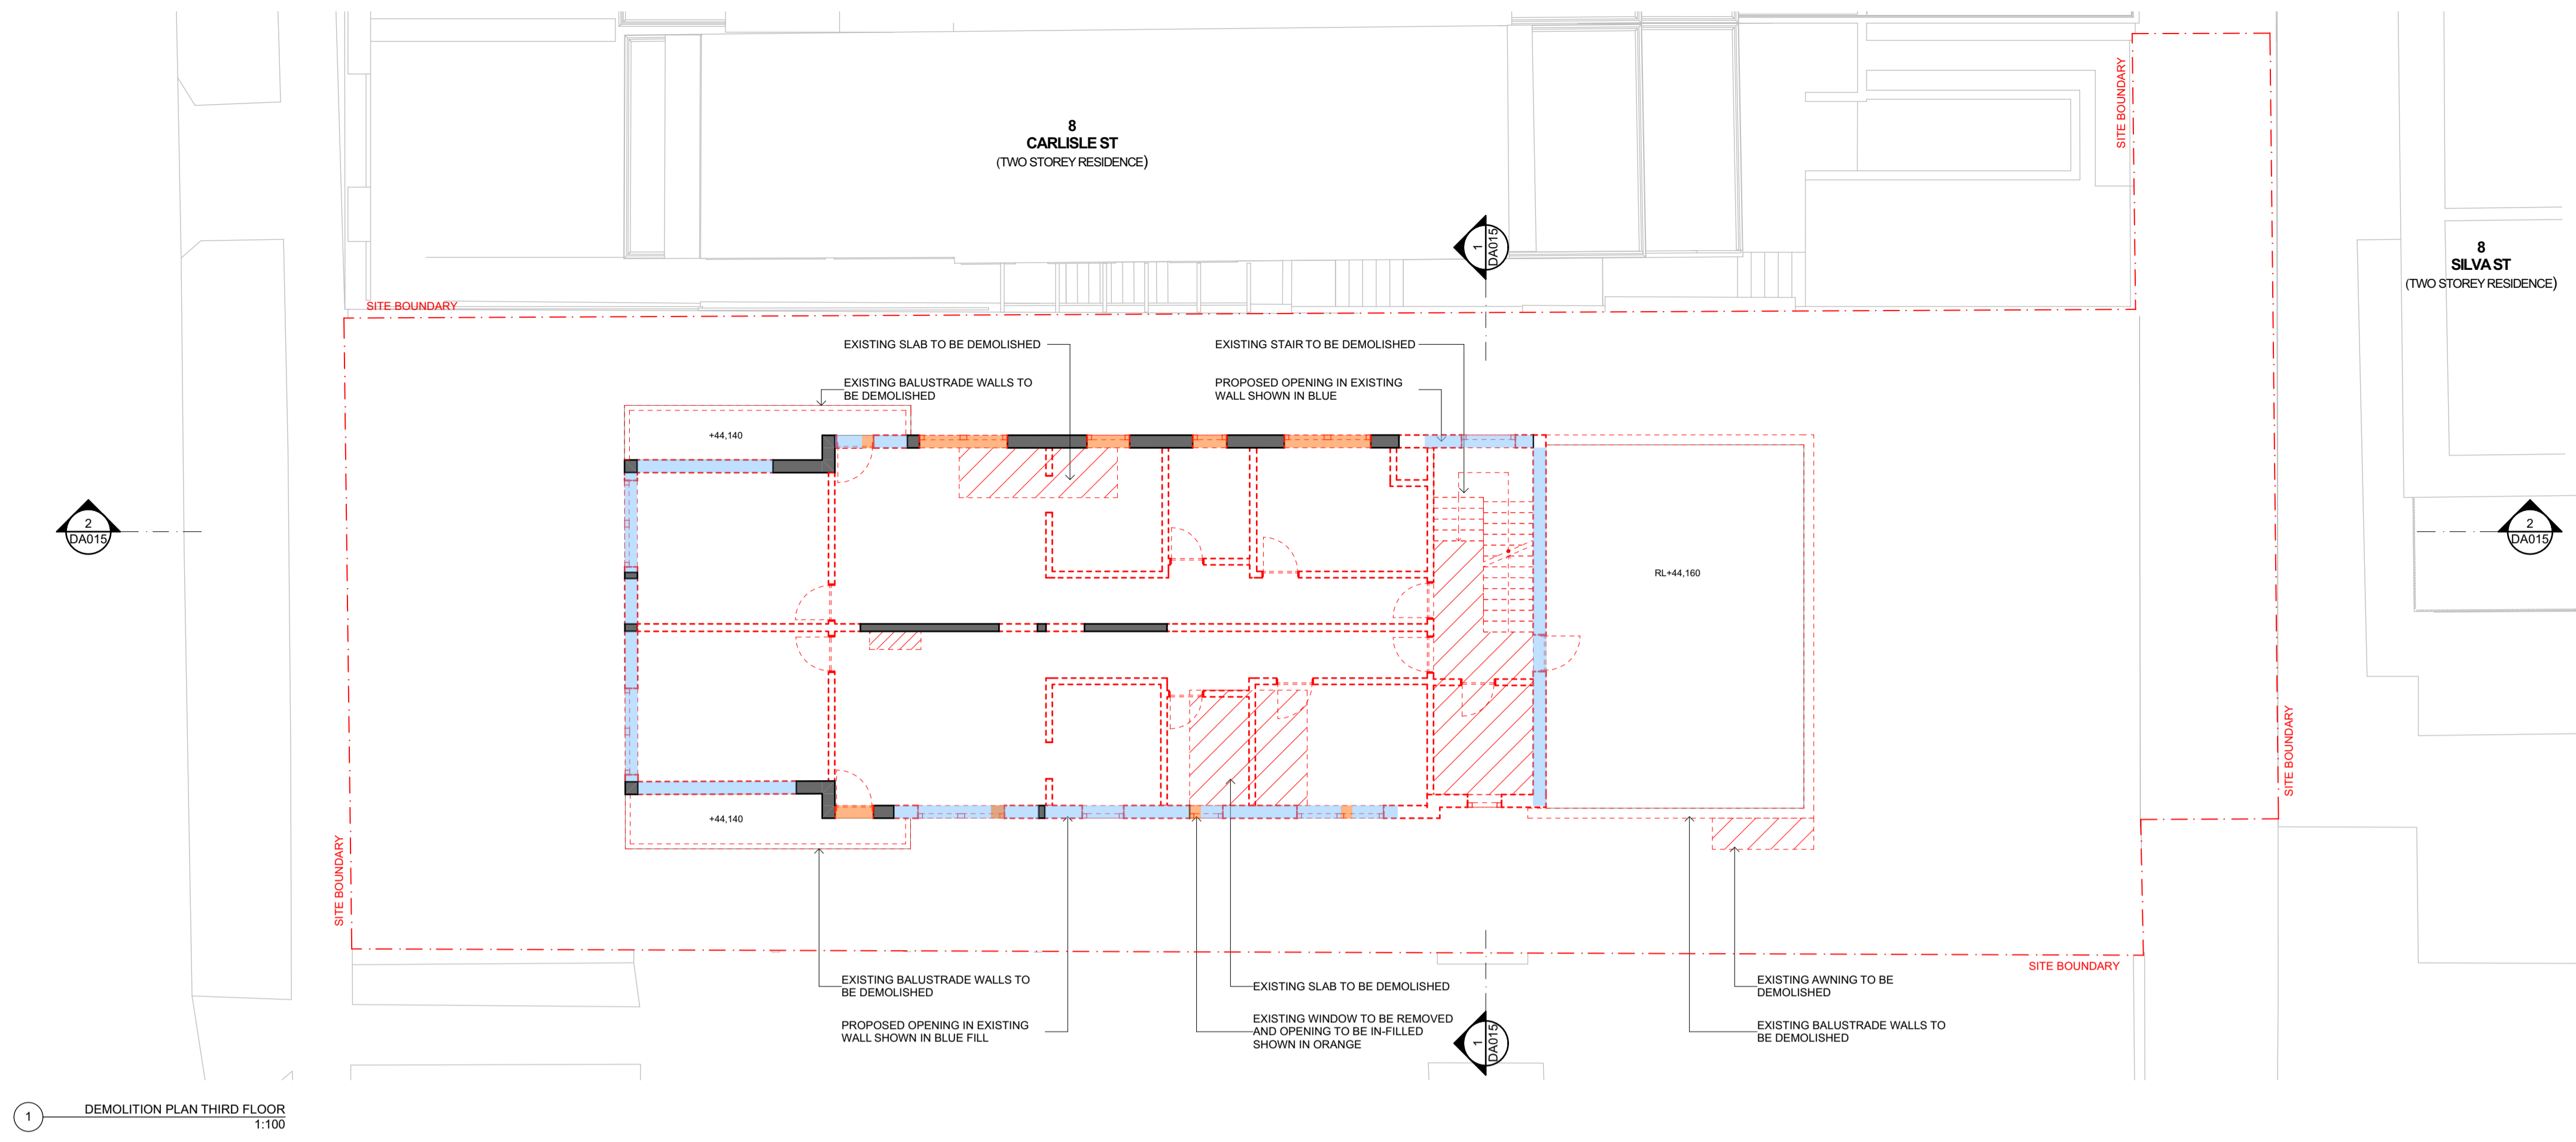 8
CARLISLE ST
(TWO STOREY RESIDENCE)
SITE BOUNDARY
1
DA015
8
SILVA ST
(TWO STOREY RESIDENCE)
SITE BOUNDARY
EXISTING SLAB TO BE DEMOLISHED
EXISTING STAIR TO BE DEMOLISHED
EXISTING BALUSTRADE WALLS TO
BE DEMOLISHED
PROPOSED OPENING IN EXISTING
WALL SHOWN IN BLUE
+44,140
2
DA015
2
DA015
RL+44,160
SITE BOUNDARY
+44,140
SITE BOUNDARY
SITE BOUNDARY
EXISTING BALUSTRADE WALLS TO
BE DEMOLISHED
EXISTING SLAB TO BE DEMOLISHED
EXISTING AWNING TO BE
DEMOLISHED
PROPOSED OPENING IN EXISTING
WALL SHOWN IN BLUE FILL
EXISTING WINDOW TO BE REMOVED
AND OPENING TO BE IN-FILLED
SHOWN IN ORANGE
1
DA015
EXISTING BALUSTRADE WALLS TO
BE DEMOLISHED
1
DEMOLITION PLAN THIRD FLOOR
1:100